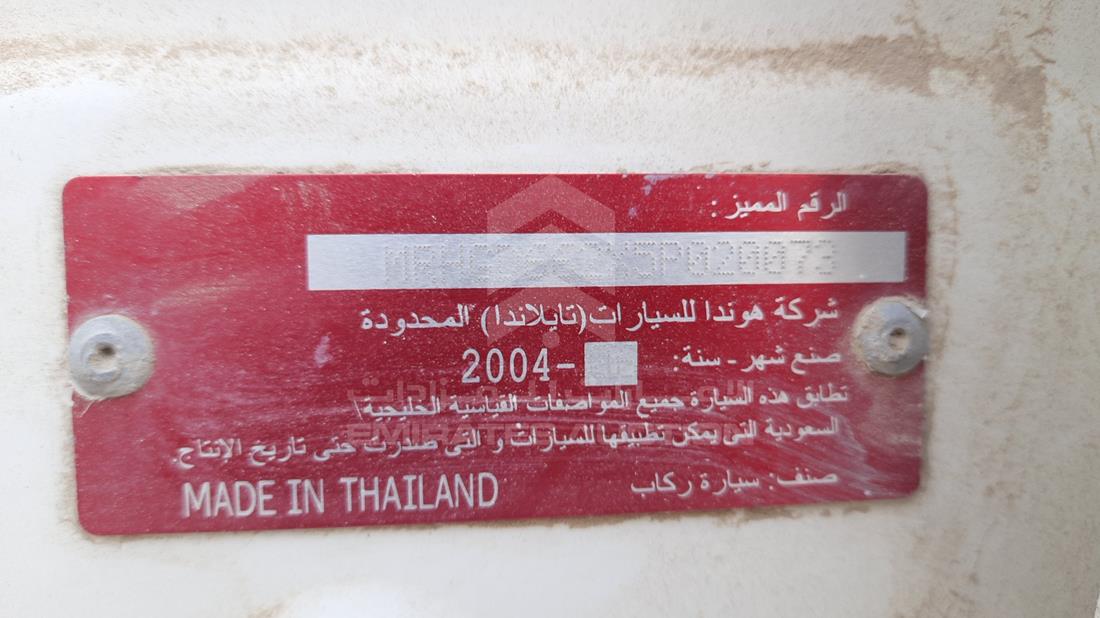 الرقم المميز :
شركة هوندا للسيارات (تايلاندا) المحدودة
صنع شهر - سنة: 2004-
تطابق هذه السيارة جميع المواصفات القياسية الخليجية \
السعودية التي يمكن تطبيقها للسيارات و التي صدرت حتى تاريخ الإنتاج.
صنف: سيارة ركاب
MADE IN THAILAND